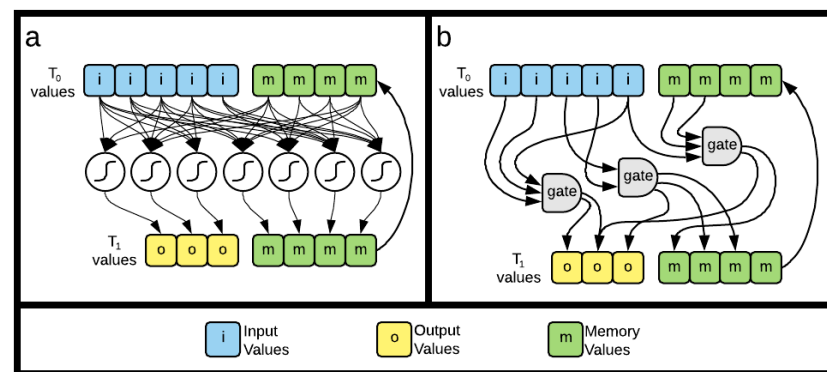 a
T0
values
i i i i i
m m m m
T1
values
o o o
m m m m
b
T0
values
i i i i i
m m m m
gate
gate
gate
T1
values
o o o
m m m m
i
Input
Values
o
Output
Values
m
Memory
Values